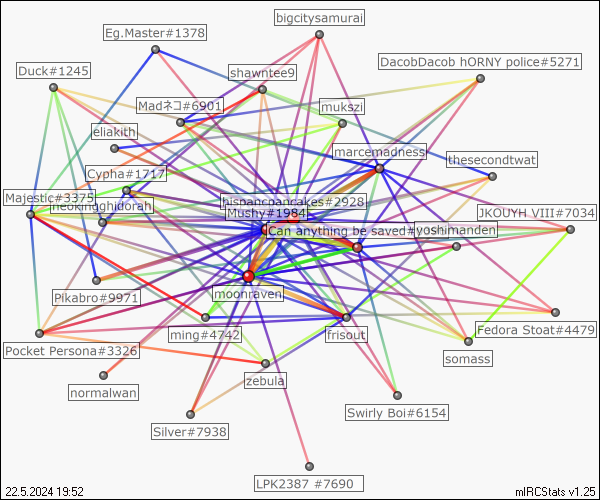 bigcitysamurai
Eg.Master#1378
DacobDacob hORNY police#5271
Duck#1245
shawntee9
Madネコ#6901
mukszi
eliakith
marcemadness
thesecondtwat
Cypha#1717
Majestic#3375
neokingghidorah
hispancpancakes#2928
Mushy#1984
JKOUYH VIII#7034
Can anything be saved#
yoshimanden
Pikabro#9971
moonraven
ming#4742
frisout
Fedora Stoat#4479
Pocket Persona#3326
somass
zebula
normalwan
Swirly Boi#6154
Silver#7938
LPK2387 #7690
22.5.2024 19:52
mIRCStats v1.25